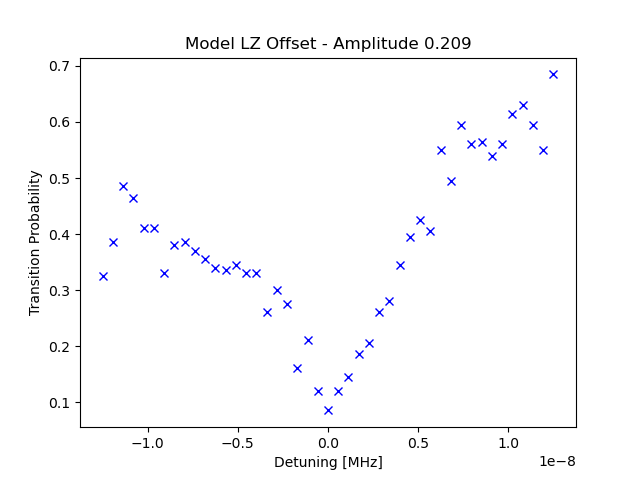 Model LZ Offset - Amplitude 0.209
Transition Probability
0.7
0.6
0.5
0.4
0.3
0.2
0.1
−1.0 −0.5 0.0 0.5 1.0
1e−8
Detuning [MHz]